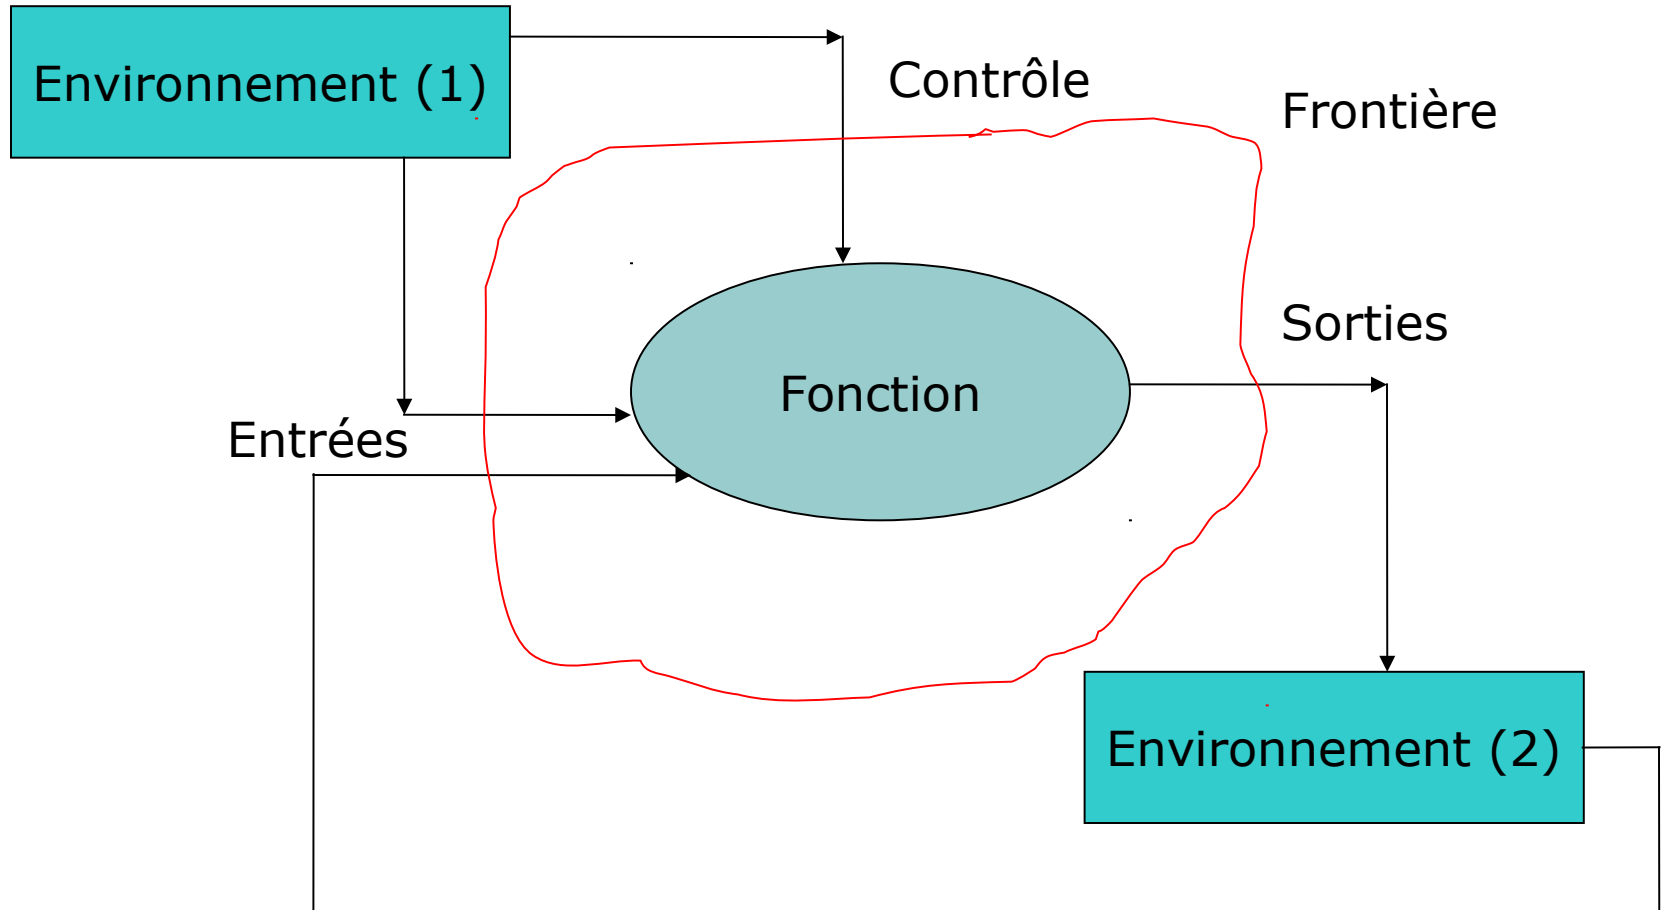 Environnement (1)
Contrôle
Frontière
Sorties
Fonction
Entrées
Environnement (2)